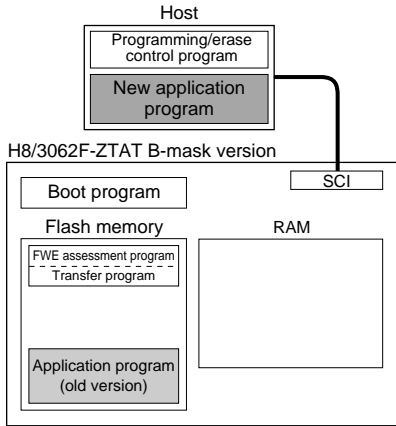 Host
Programming/erase
control program
New application
program
H8/3062F-ZTAT B-mask version
SCI
Boot program
Flash memory
RAM
FWE assessment program
Transfer program
Application program
(old version)